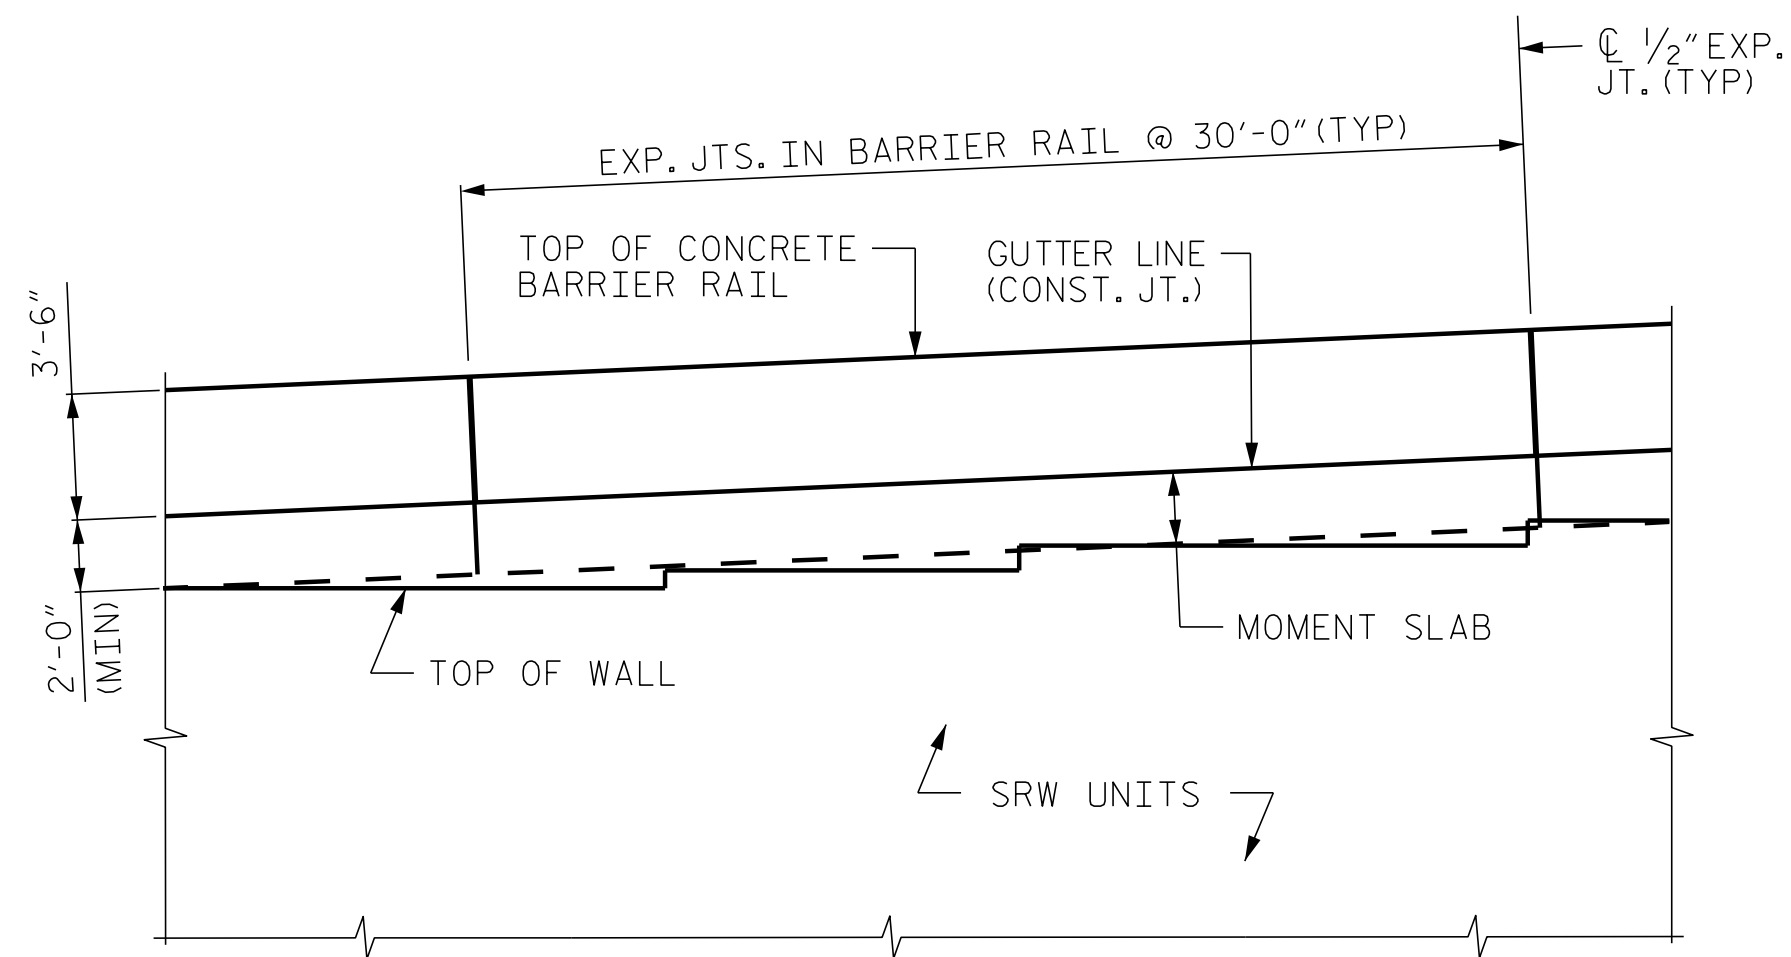 ℄ ½" EXP.
JT. (TYP)
EXP. JTS. IN BARRIER RAIL @ 30'-0" (TYP)
TOP OF CONCRETE
BARRIER RAIL
GUTTER LINE
(CONST. JT.)
3'-6"
2'-0"
(MIN)
MOMENT SLAB
TOP OF WALL
SRW UNITS